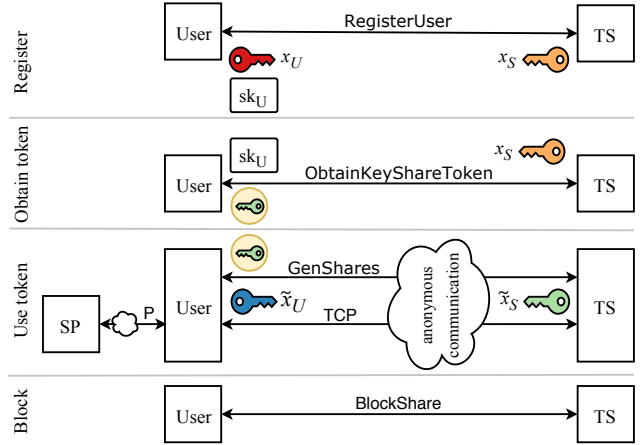 Register
User
RegisterUser
TS
x_U
x_S
sk_U
Obtain token
sk_U
x_S
User
ObtainKeyShareToken
TS
Use token
GenShares
SP
P
User
x̃_U
TCP
anonymous
communication
x̃_S
TS
Block
User
BlockShare
TS